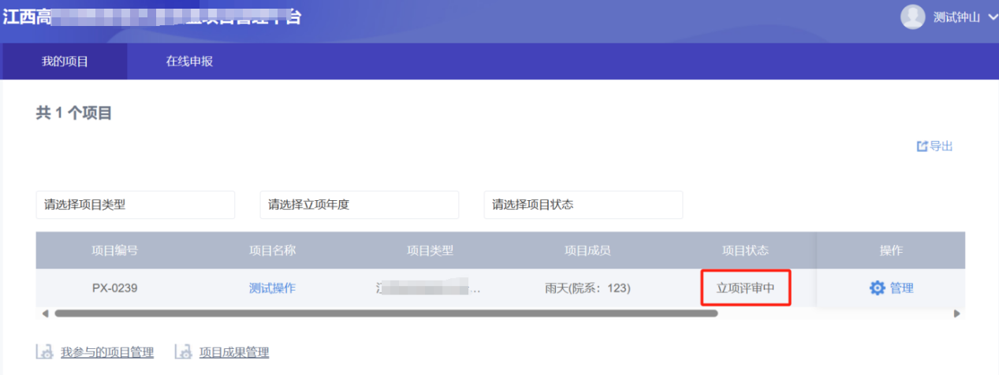 江西高
项目管理平台
测试钟山
我的项目 在线申报
共 1 个项目
导出
请选择项目类型 请选择立项年度 请选择项目状态
项目编号 项目名称 项目类型 项目成员 项目状态 操作
PX-0239 测试操作 ... 雨天(院系：123) 立项评审中 管理
我参与的项目管理 项目成果管理